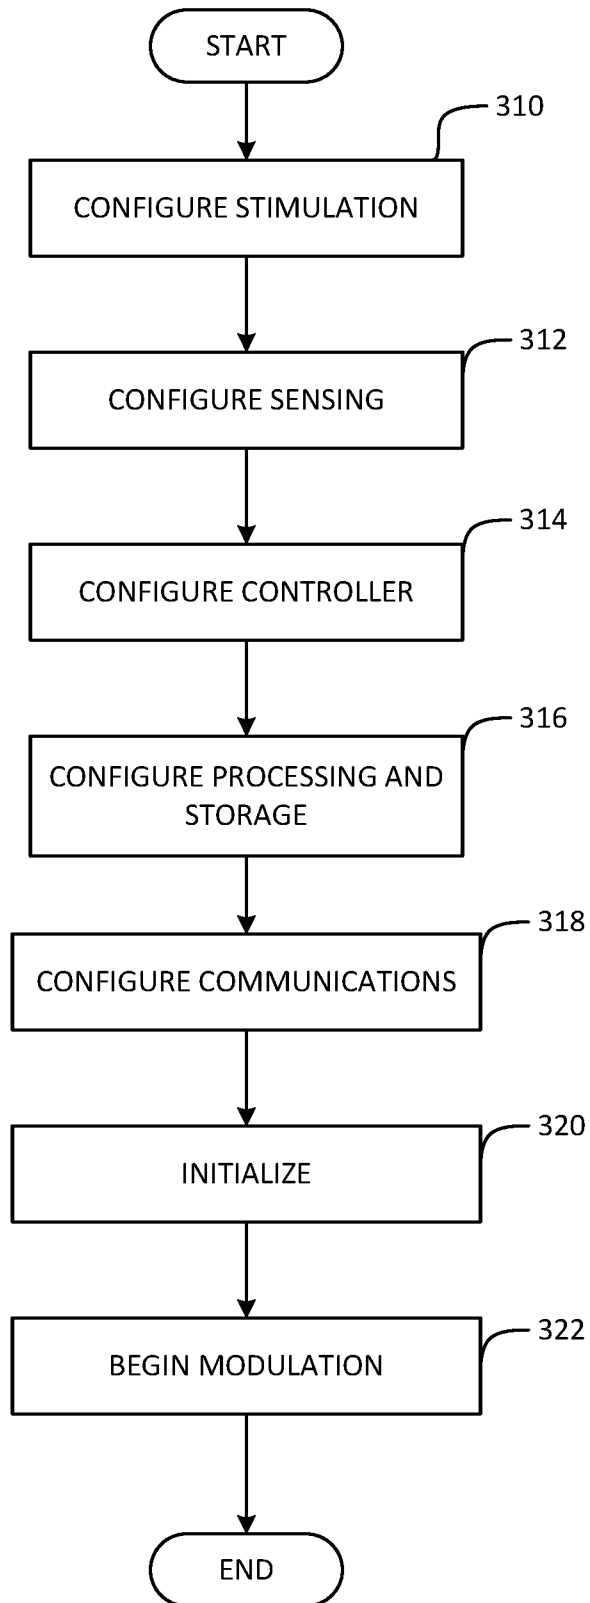 START
310
CONFIGURE STIMULATION
312
CONFIGURE SENSING
314
CONFIGURE CONTROLLER
316
CONFIGURE PROCESSING AND
STORAGE
318
CONFIGURE COMMUNICATIONS
320
INITIALIZE
322
BEGIN MODULATION
END